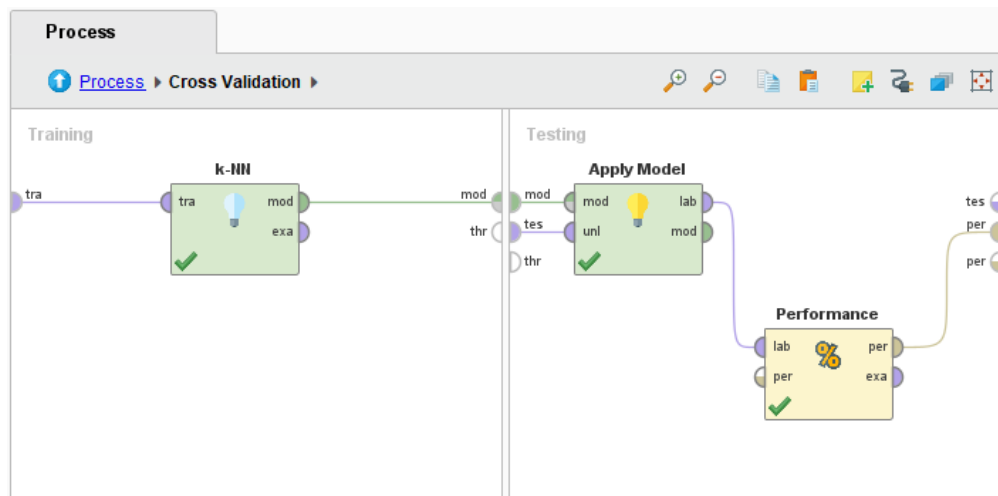 Process
Process Cross Validation
Training
k-NN
tra
tra
mod
exa
mod
thr
Testing
Apply Model
mod
tes
thr
mod
unl
lab
mod
Performance
lab
per
%
per
exa
tes
per
per